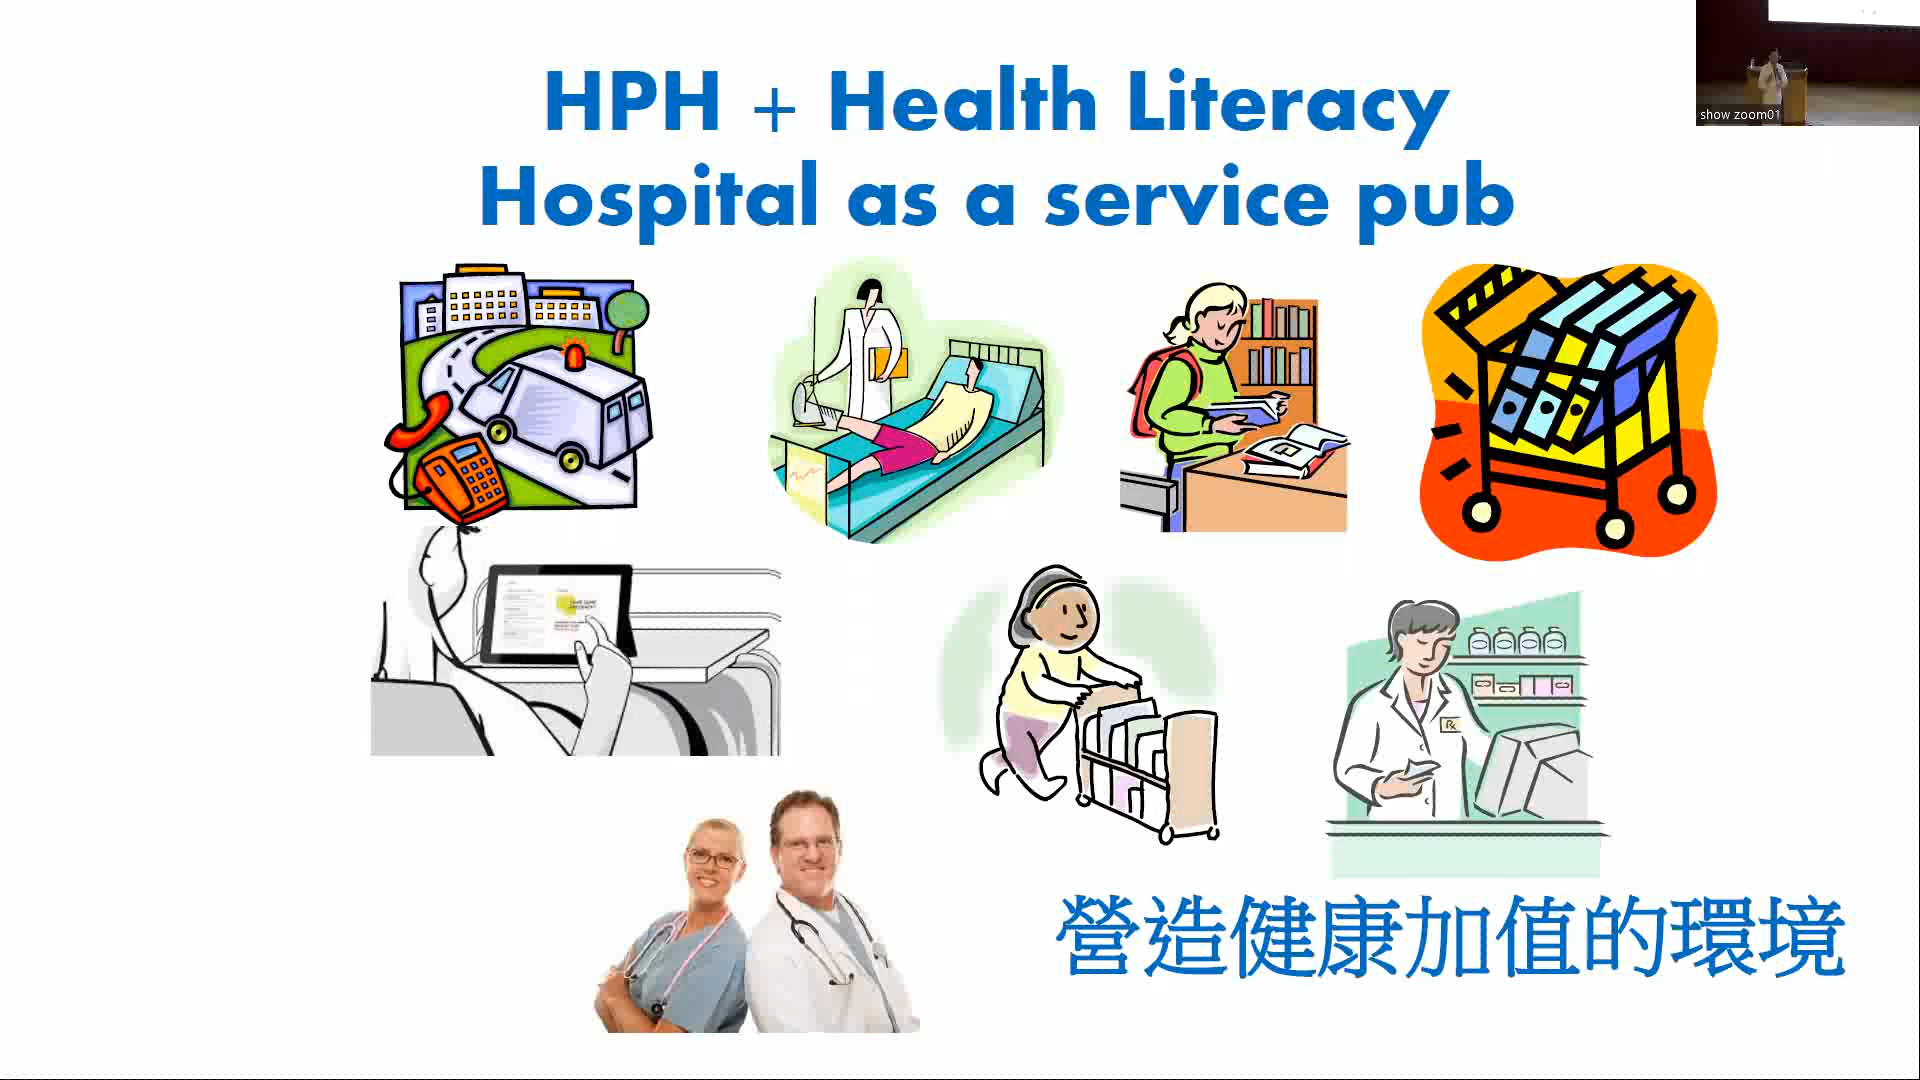 HPH + Health Literacy
show zoom01
Hospital as a service pub
營造健康加值的環境